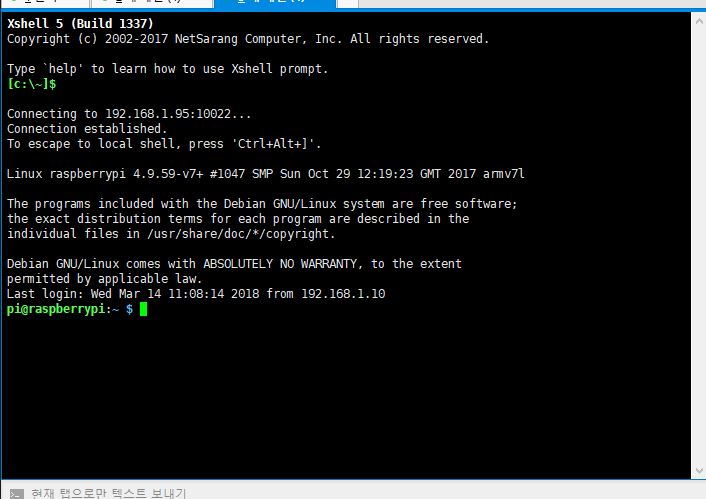 Xshell 5 (Build 1337)
Copyright (c) 2002-2017 NetSarang Computer, Inc. All rights reserved.
Type `help' to learn how to use Xshell prompt.
[c:\~]$
Connecting to 192.168.1.95:10022...
Connection established.
To escape to local shell, press 'Ctrl+Alt+]'.
Linux raspberrypi 4.9.59-v7+ #1047 SMP Sun Oct 29 12:19:23 GMT 2017 armv7l
The programs included with the Debian GNU/Linux system are free software;
the exact distribution terms for each program are described in the
individual files in /usr/share/doc/*/copyright.
Debian GNU/Linux comes with ABSOLUTELY NO WARRANTY, to the extent
permitted by applicable law.
Last login: Wed Mar 14 11:08:14 2018 from 192.168.1.10
pi@raspberrypi:~ $
현재 탭으로만 텍스트 보내기